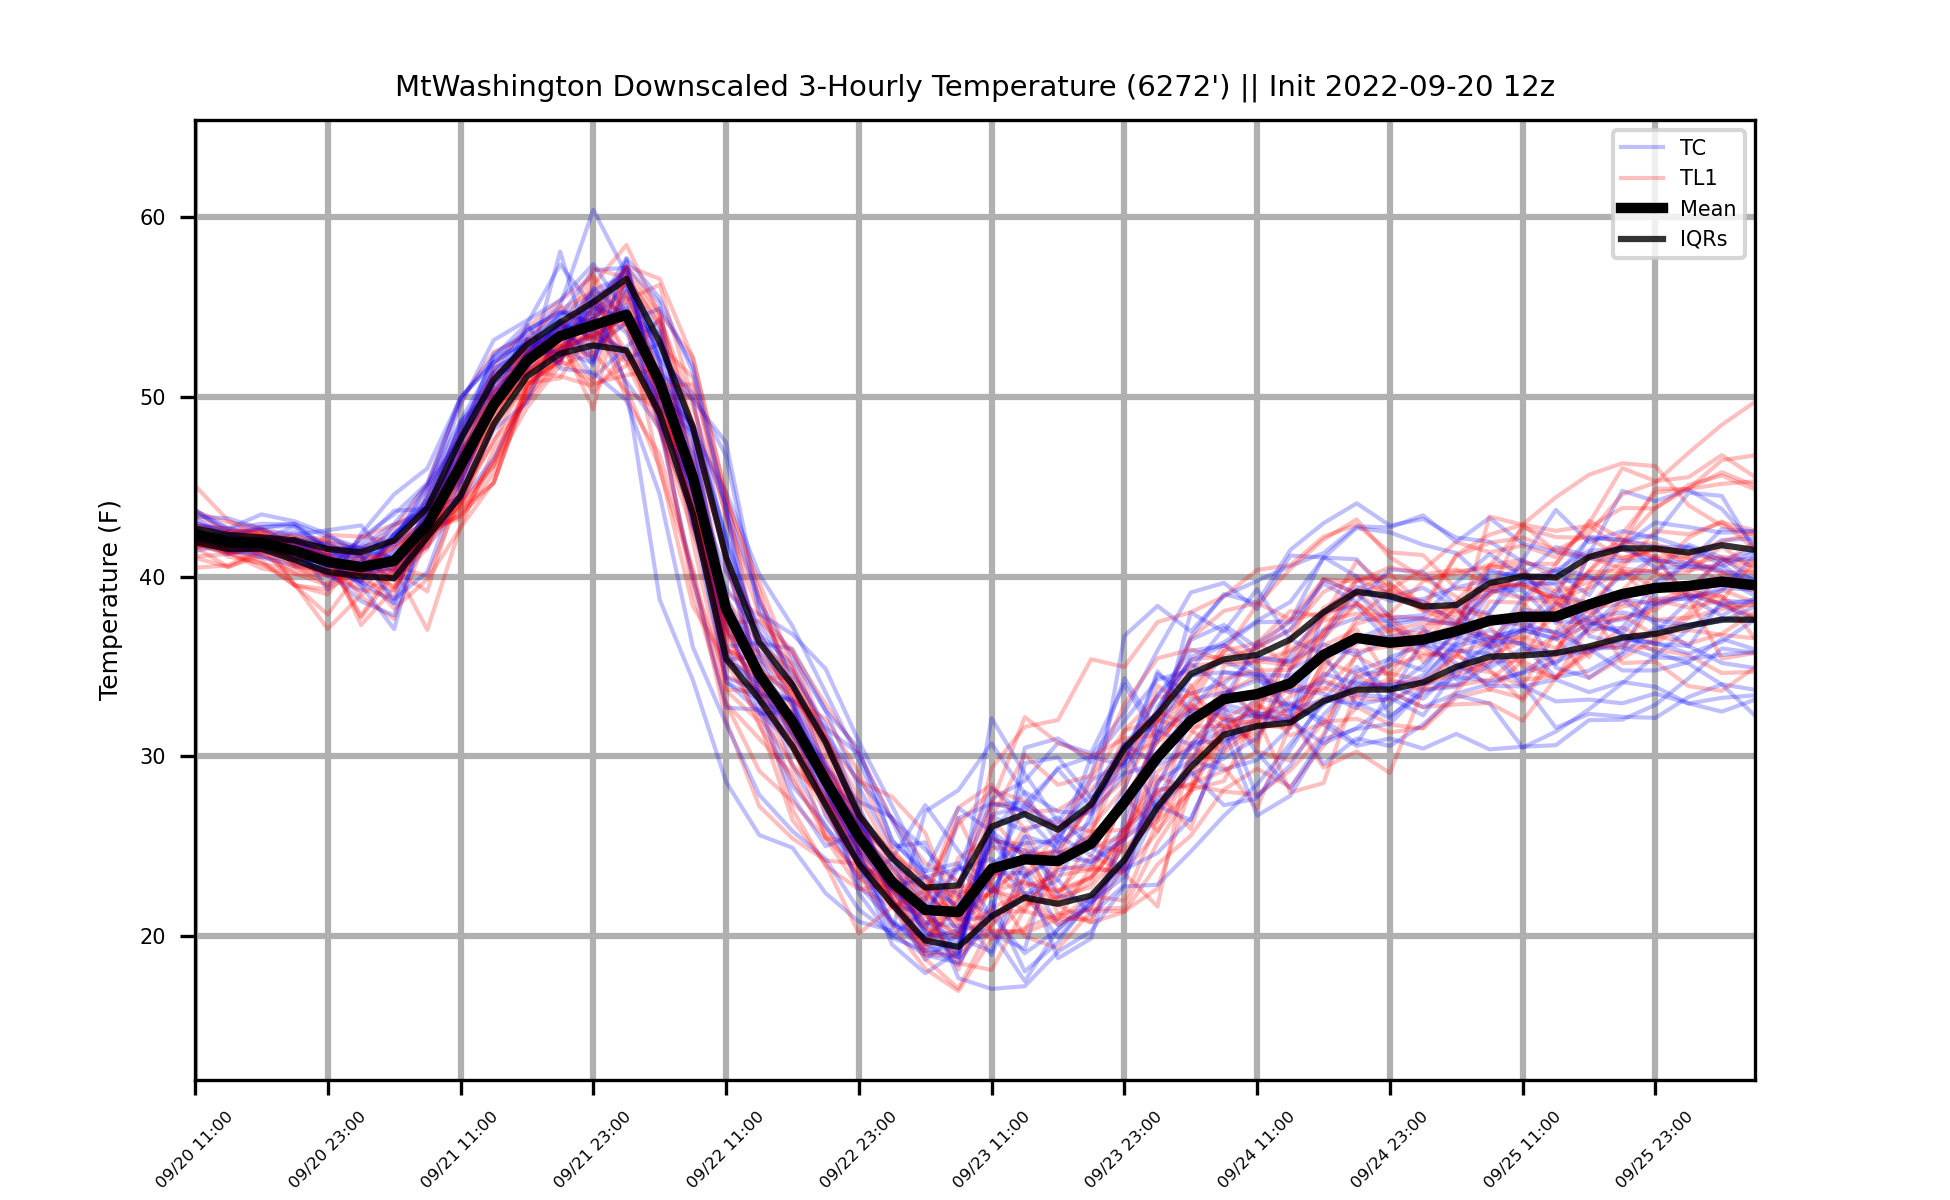 MtWashington Downscaled 3-Hourly Temperature (6272') || Init 2022-09-20 12z
TC
TL1
Mean
IQRs
Temperature (F)
60
50
40
30
20
09/20 11:00
09/20 23:00
09/21 11:00
09/21 23:00
09/22 11:00
09/22 23:00
09/23 11:00
09/23 23:00
09/24 11:00
09/24 23:00
09/25 11:00
09/25 23:00